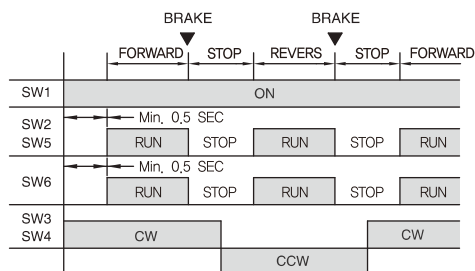 BRAKE BRAKE
FORWARD STOP REVERS STOP FORWARD
SW1 ON
SW2 Min. 0.5 SEC
SW5 RUN STOP RUN STOP RUN
Min. 0.5 SEC
SW6 RUN STOP RUN STOP RUN
SW3
SW4 CW CW
CCW